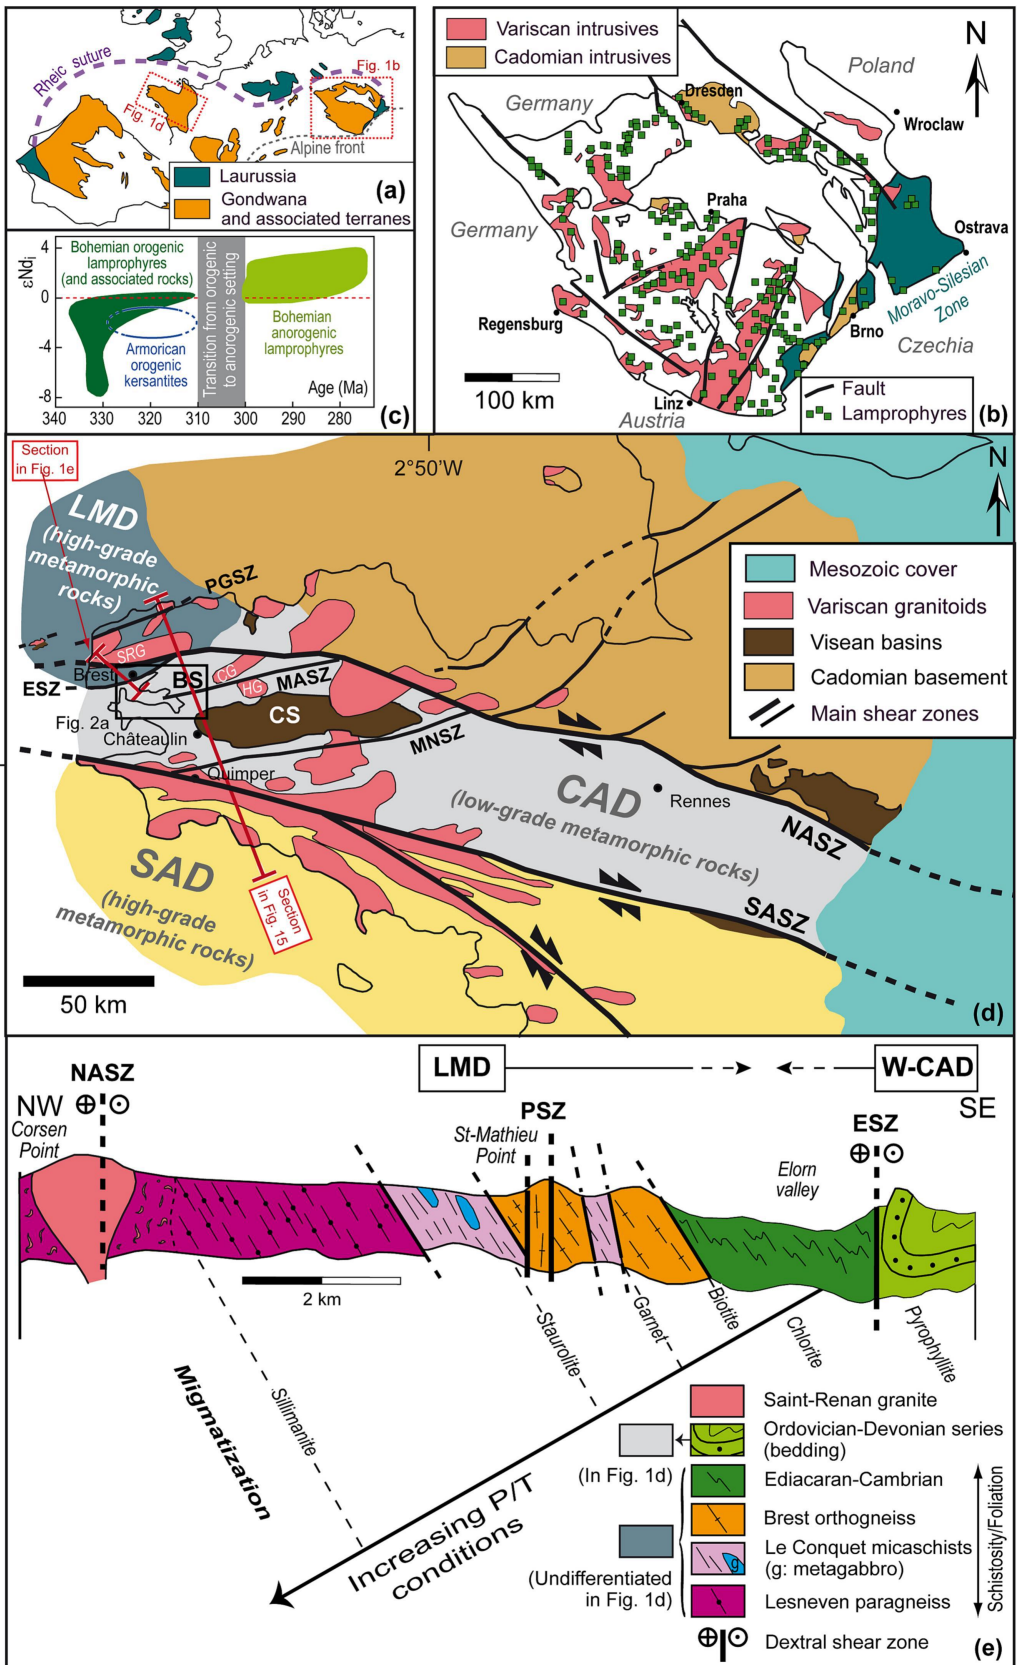 Rheic suture
Fig. 1b
Fig. 1d
Alpine front
Laurussia
Gondwana
and associated terranes
(a)
Variscan intrusives
Cadomian intrusives
N
Poland
Germany
Dresden
Wroclaw
Praha
Germany
Ostrava
Moravo-Silesian
Zone
Regensburg
Brno
Czechia
100 km
Linz
Austria
Fault
Lamprophyres
(b)
εNdi
4
0
-4
-8
Bohemian orogenic
lamprophyres
(and associated rocks)
Transition from orogenic
to anorogenic setting
Armorican
orogenic
kersantites
Bohemian
anorogenic
lamprophyres
Age (Ma)
340
320
310
300
290
280
(c)
Section
in Fig. 1e
2°50'W
N
LMD
(high-grade
metamorphic
rocks)
PGSZ
SRG
Brest
BS
CG
HG
MASZ
ESZ
CS
Fig. 2a
Châteaulin
MNSZ
Quimper
CAD
(low-grade metamorphic rocks)
Rennes
NASZ
SASZ
SAD
(high-grade
metamorphic rocks)
Section
in Fig. 15
50 km
Mesozoic cover
Variscan granitoids
Visean basins
Cadomian basement
Main shear zones
(d)
NASZ
LMD
W-CAD
NW
SE
Corsen
Point
PSZ
St-Mathieu
Point
ESZ
Elorn
valley
2 km
Migmatization
Sillimanite
Staurolite
Garnet
Biotite
Chlorite
Pyrophyllite
Increasing P/T
conditions
Saint-Renan granite
Ordovician-Devonian series
(bedding)
(In Fig. 1d)
Ediacaran-Cambrian
Brest orthogneiss
Le Conquet micaschists
(g: metagabbro)
g
(Undifferentiated
in Fig. 1d)
Lesneven paragneiss
Schistosity/Foliation
Dextral shear zone
(e)